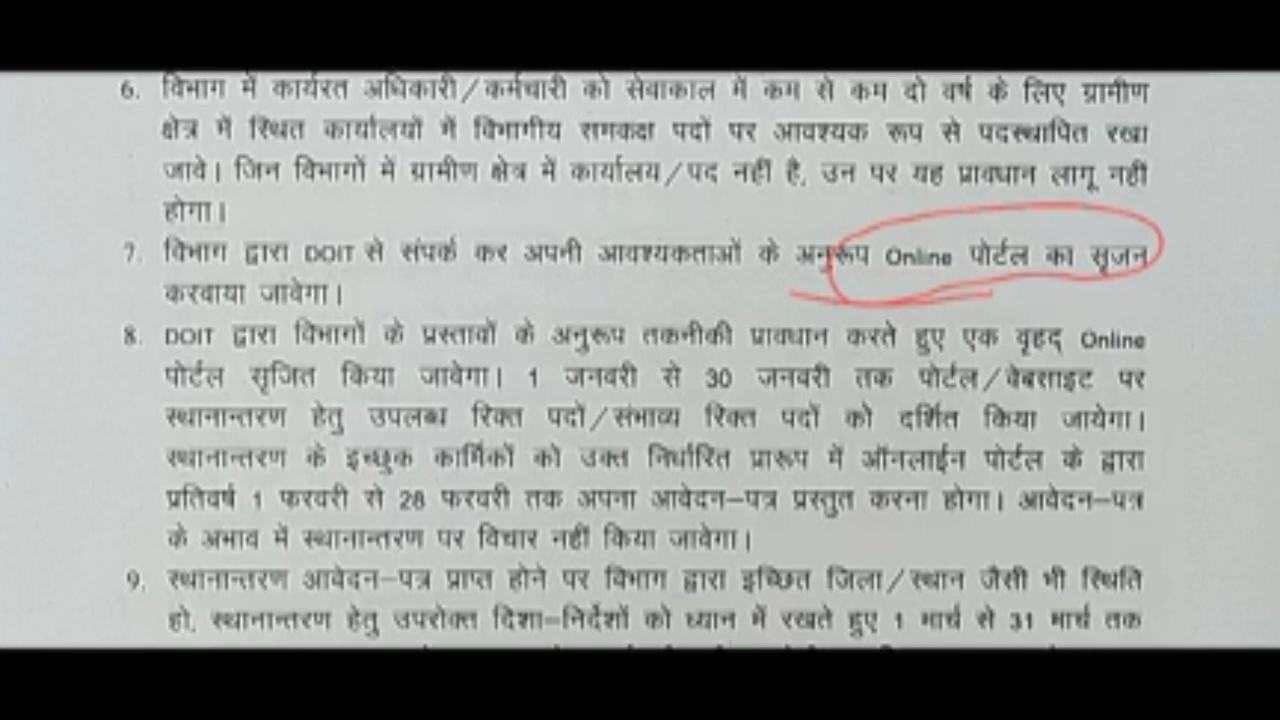 6. विभाग में कार्यरत अधिकारी/कर्मचारी को सेवाकाल में कम से कम दो वर्ष के लिए ग्रामीण
क्षेत्र में स्थित कार्यालयों में विभागीय समकक्ष पदों पर आवश्यक रूप से पदस्थापित रखा
जावे। जिन विभागों में ग्रामीण क्षेत्र में कार्यालय/पद नहीं है, उन पर यह प्रावधान लागू नहीं
होगा।
7. विभाग द्वारा DOIT से संपर्क कर अपनी आवश्यकताओं के अनुरूप Online पोर्टल का सृजन
करवाया जावेगा।
8. DOIT द्वारा विभागों के प्रस्तावों के अनुरूप तकनीकी प्रावधान करते हुए एक वृहद् Online
पोर्टल सृजित किया जावेगा। 1 जनवरी से 30 जनवरी तक पोर्टल/वेबसाइट पर
स्थानान्तरण हेतु उपलब्ध रिक्त पदों/संभाव्य रिक्त पदों को दर्शित किया जायेगा।
स्थानान्तरण के इच्छुक कार्मिकों को उक्त निर्धारित प्रारूप में ऑनलाईन पोर्टल के द्वारा
प्रतिवर्ष 1 फरवरी से 28 फरवरी तक अपना आवेदन–पत्र प्रस्तुत करना होगा। आवेदन–पत्र
के अभाव में स्थानान्तरण पर विचार नहीं किया जावेगा।
9. स्थानान्तरण आवेदन–पत्र प्राप्त होने पर विभाग द्वारा इच्छित जिला/स्थान जैसी भी स्थिति
हो, स्थानान्तरण हेतु उपरोक्त दिशा–निर्देशों को ध्यान में रखते हुए 1 मार्च से 31 मार्च तक